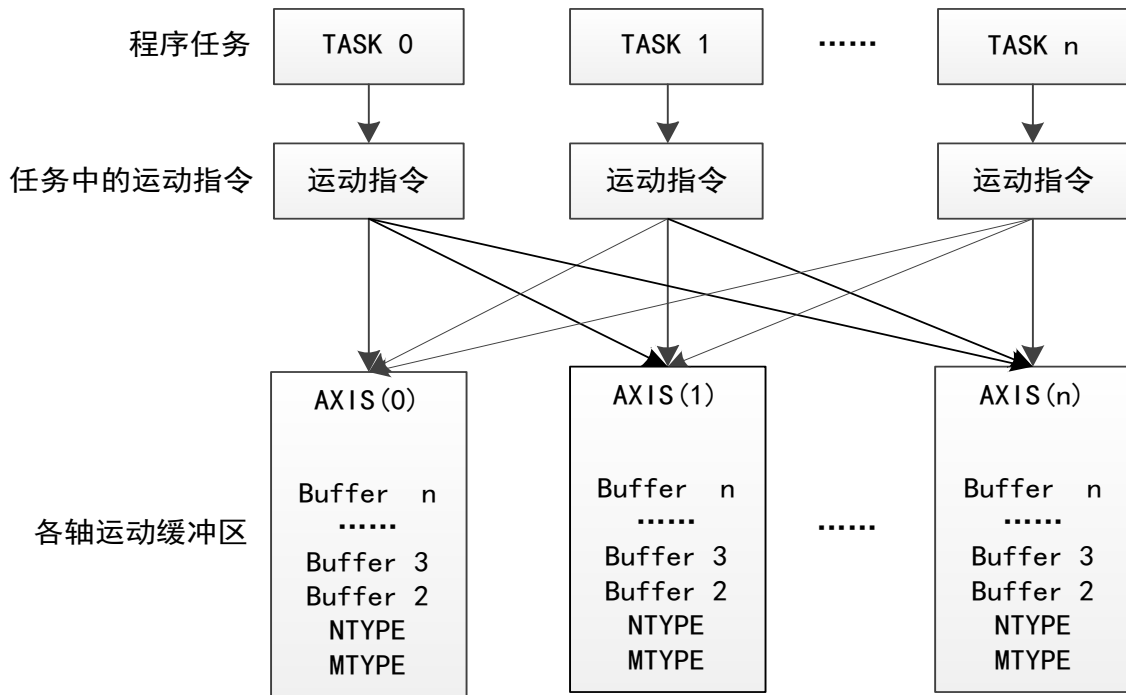 程序任务
TASK 0
TASK 1
……
TASK n
任务中的运动指令
运动指令
运动指令
运动指令
各轴运动缓冲区
AXIS(0)
Buffer n
……
Buffer 3
Buffer 2
NTYPE
MTYPE
AXIS(1)
Buffer n
……
Buffer 3
Buffer 2
NTYPE
MTYPE
……
AXIS(n)
Buffer n
……
Buffer 3
Buffer 2
NTYPE
MTYPE